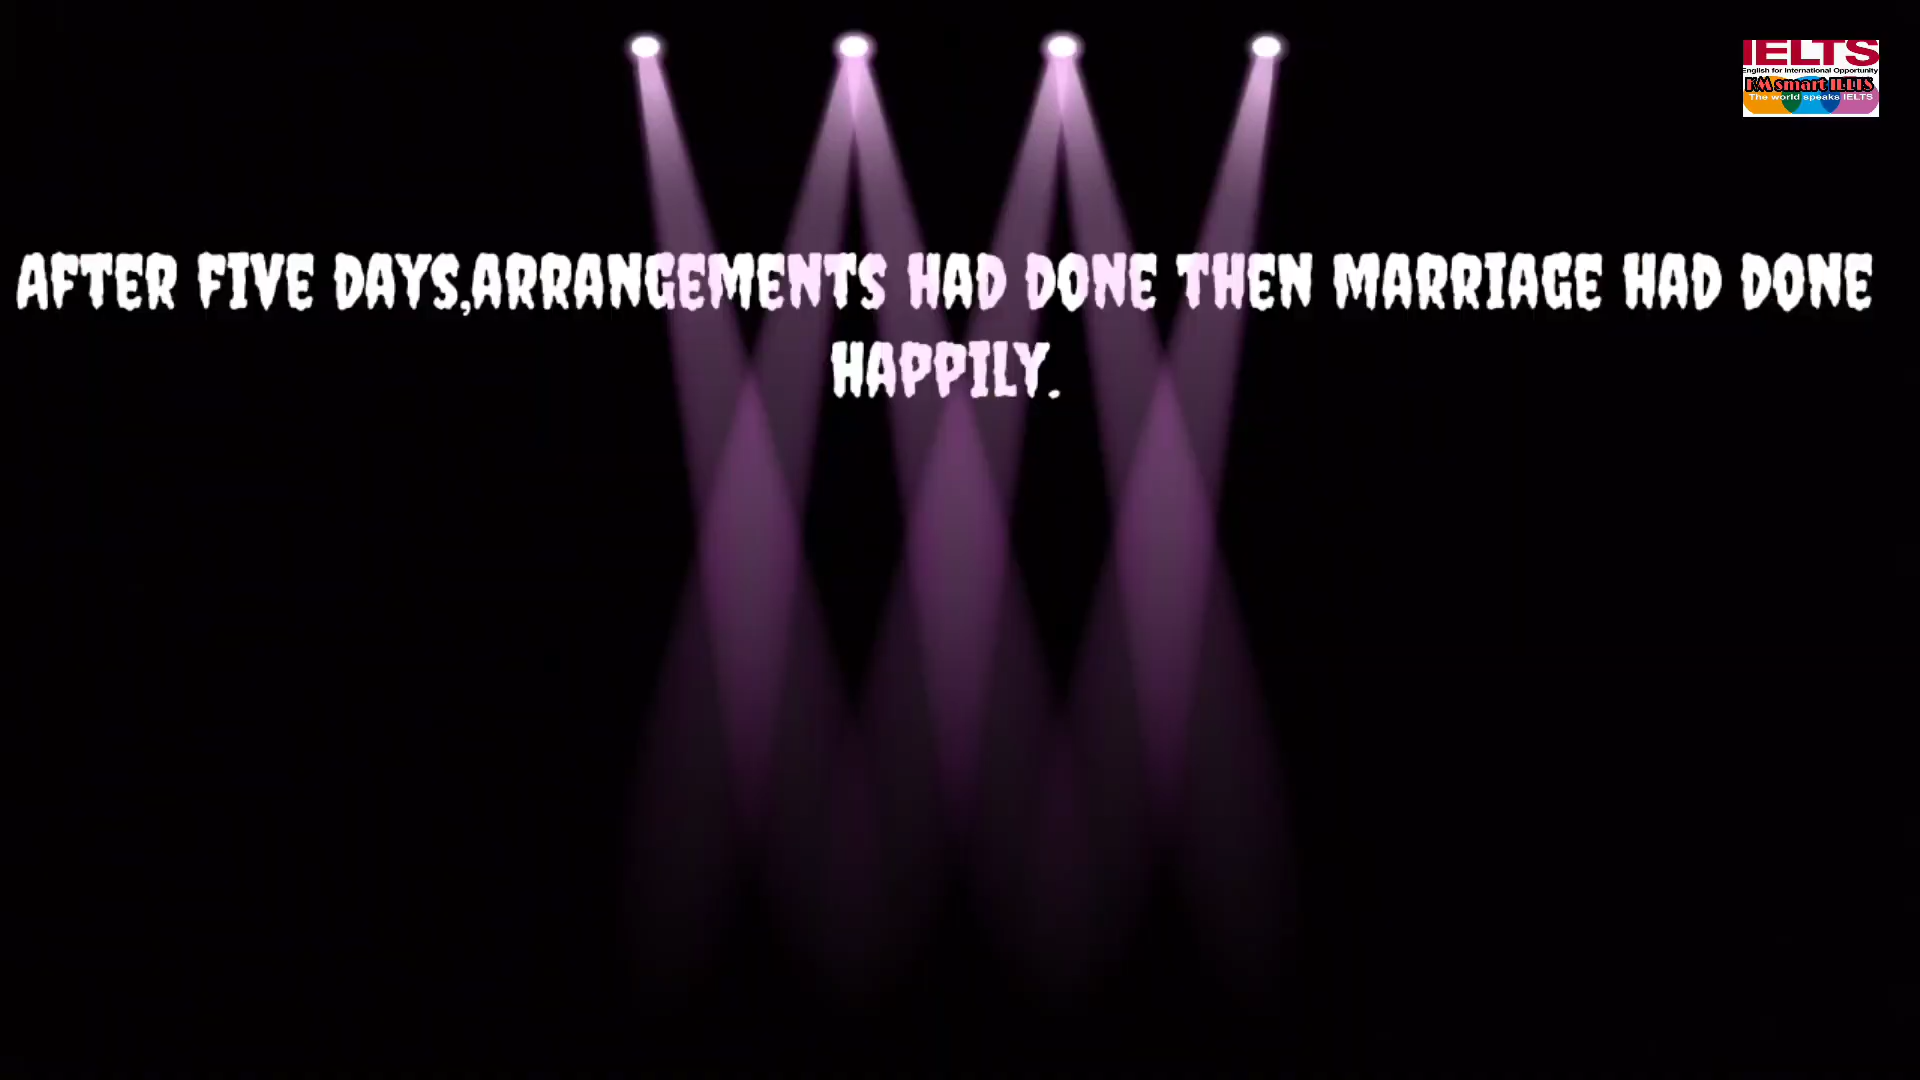 IELTS
English for International Opportunity
KM smart IELTS
The world speaks IELTS
AFTER FIVE DAYS,ARRANGEMENTS HAD DONE THEN MARRIAGE HAD DONE
HAPPILY.